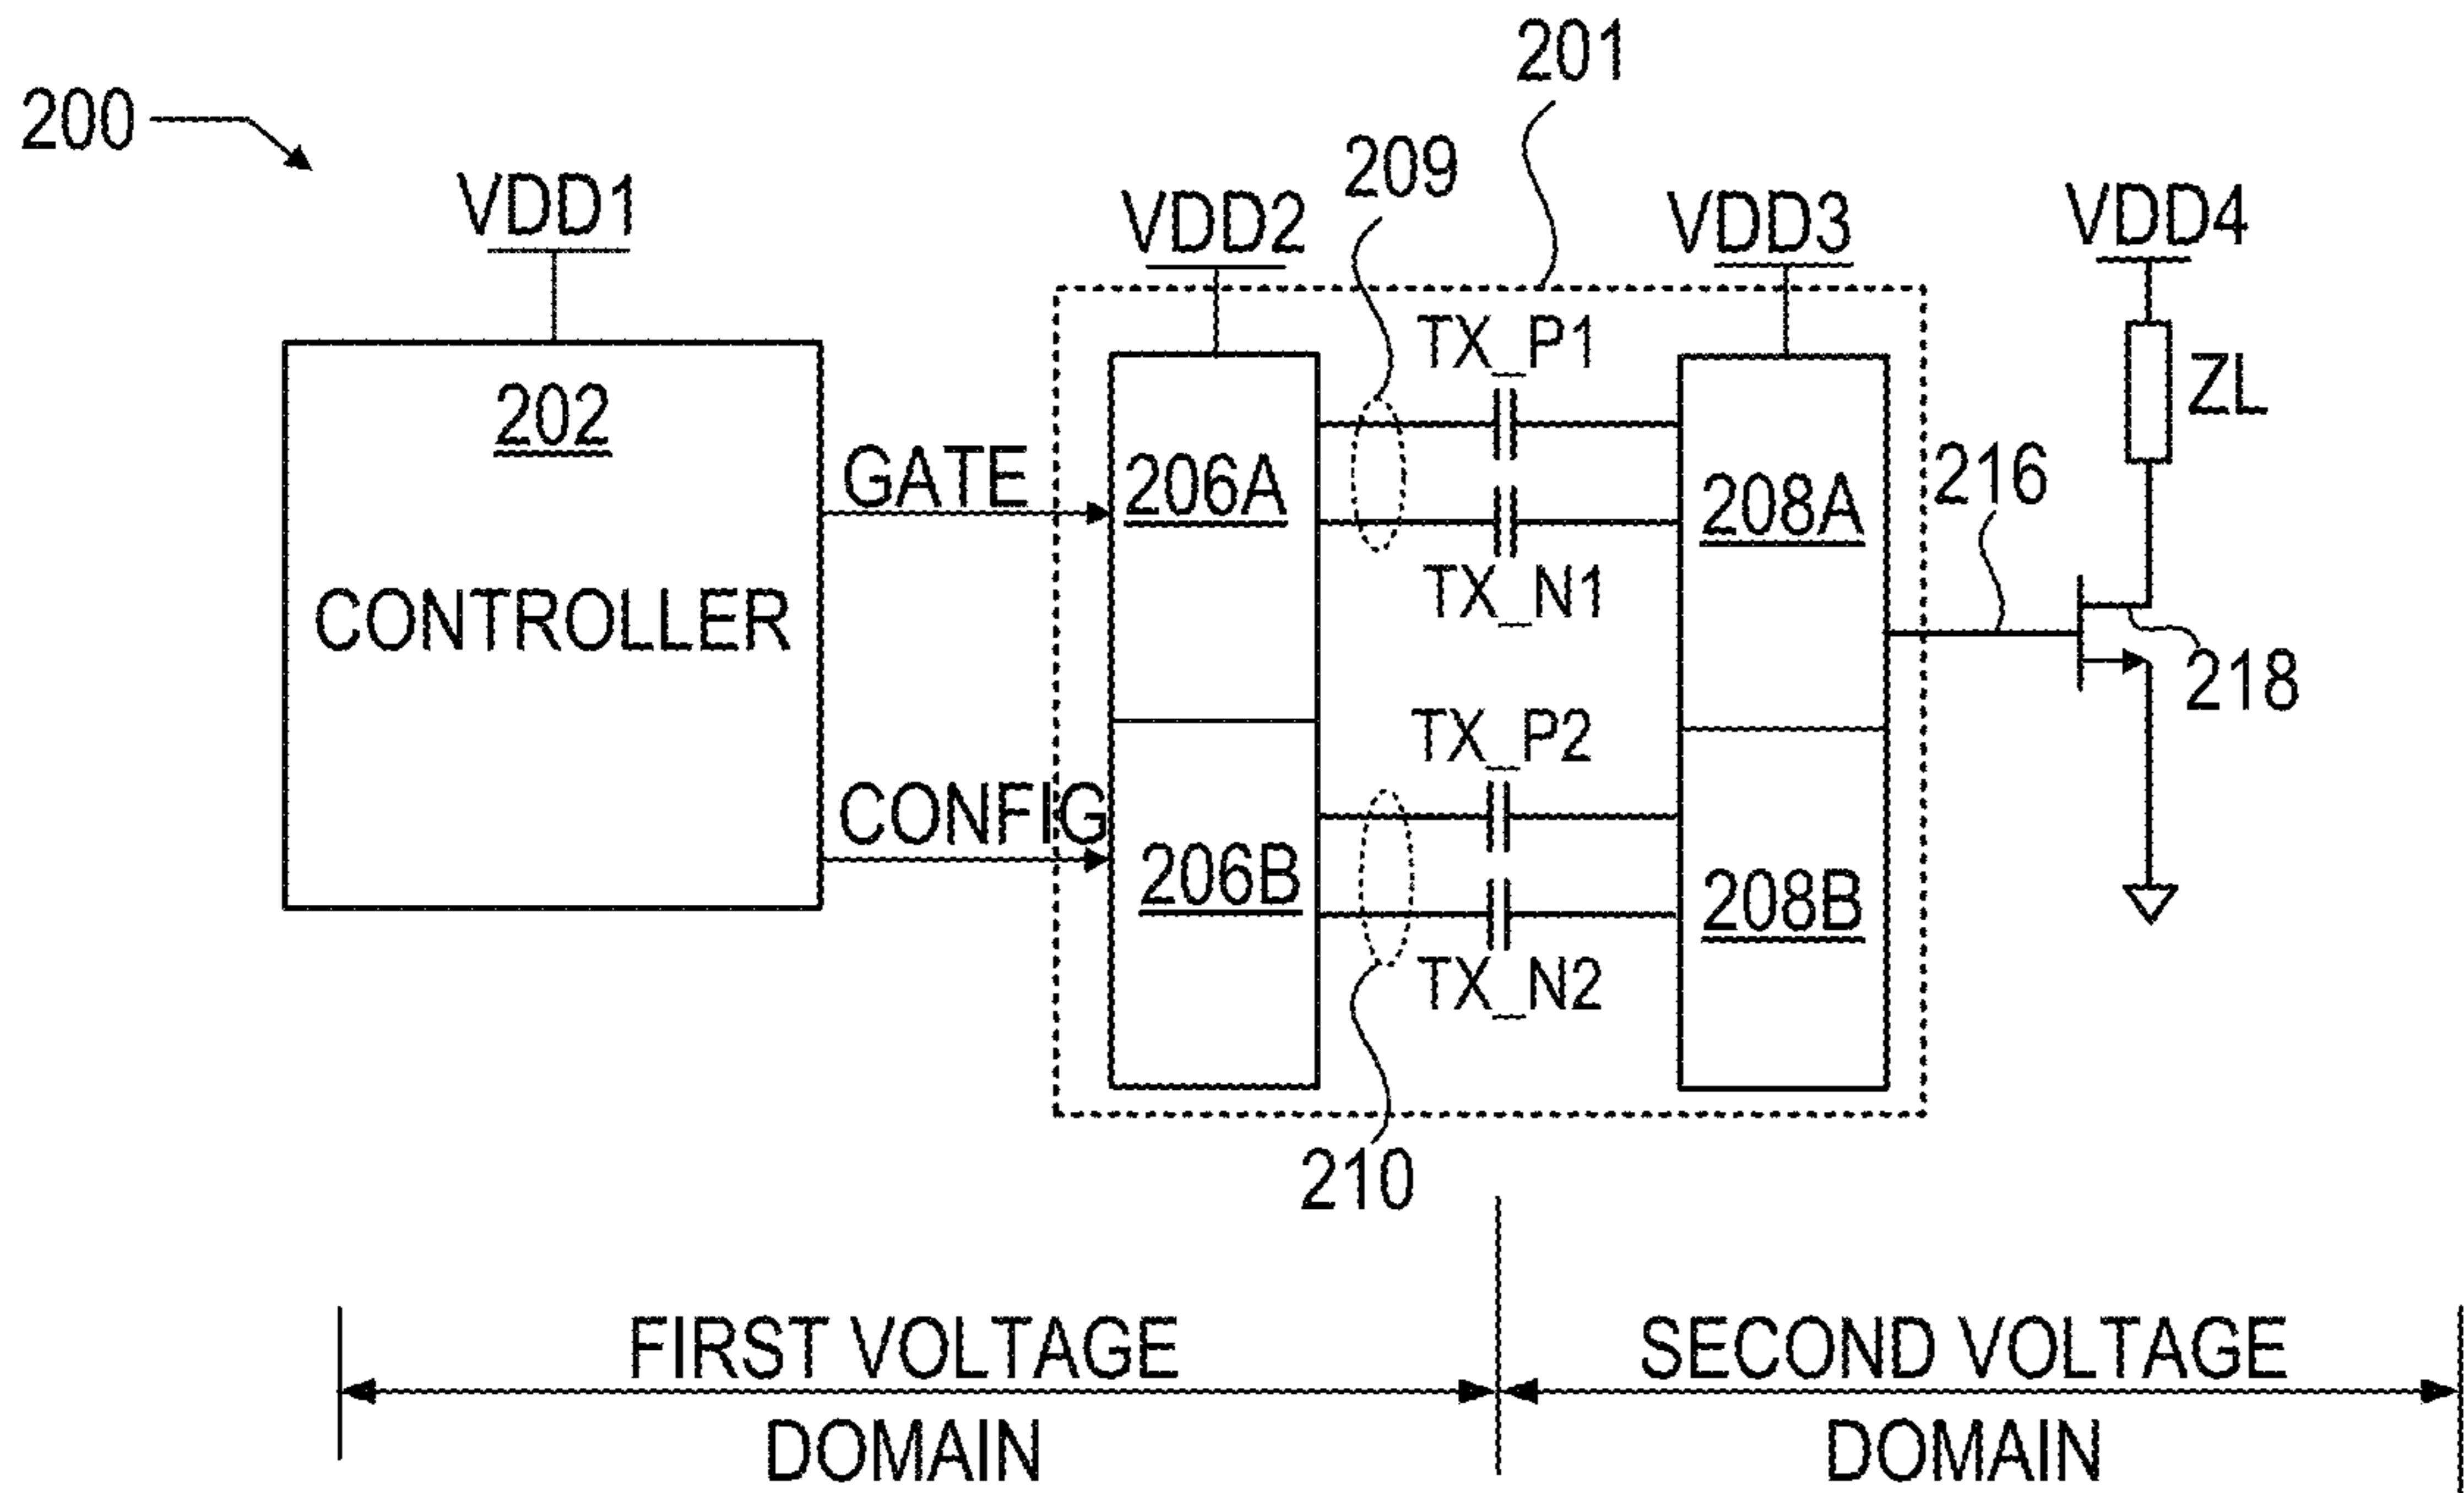 201
200
209
VDD1
VDD2
VDD3
VDD4
TX_P1
202
ZL
GATE
206A
208A
216
CONTROLLER
TX_N1
218
TX_P2
CONFIG
206B
208B
TX_N2
210
FIRST VOLTAGE
DOMAIN
SECOND VOLTAGE
DOMAIN